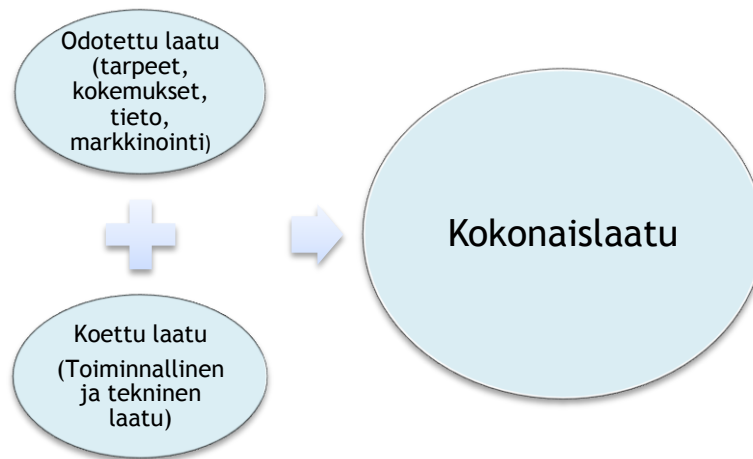 Odotettu laatu
(tarpeet,
kokemukset,
tieto,
markkinointi)
Koettu laatu
(Toiminnallinen
ja tekninen
laatu)
Kokonaislaatu